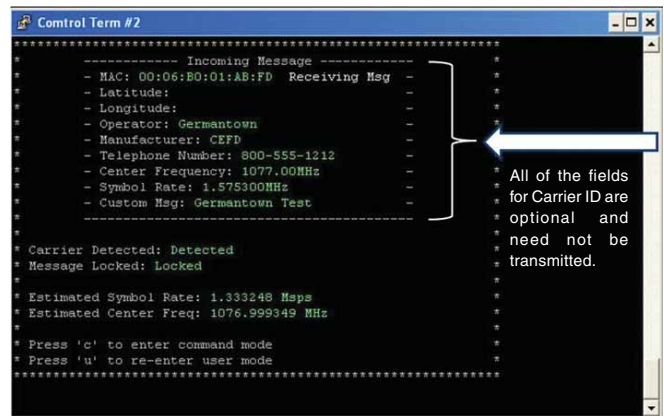 Comtrol Term #2
------------ Incoming Message ------------
- MAC: 00:06:B0:01:AB:FD Receiving Msg -
- Latitude: -
- Longitude: -
- Operator: Germantown -
- Manufacturer: CEFD -
- Telephone Number: 800-555-1212 -
- Center Frequency: 1077.00MHz -
- Symbol Rate: 1.575300MHz -
- Custom Msg: Germantown Test -
* Carrier Detected: Detected
* Message Locked: Locked
* Estimated Symbol Rate: 1.333248 Msps
* Estimated Center Freq: 1076.999349 MHz
* Press 'c' to enter command mode
* Press 'u' to re-enter user mode
All of the fields
for Carrier ID are
optional and
need not be
transmitted.